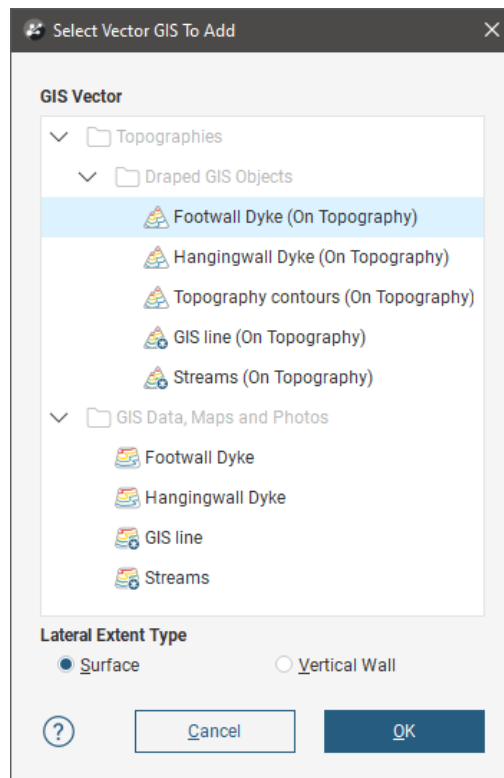 Select Vector GIS To Add
GIS Vector
Topographies
Draped GIS Objects
Footwall Dyke (On Topography)
Hangingwall Dyke (On Topography)
Topography contours (On Topography)
GIS line (On Topography)
Streams (On Topography)
GIS Data, Maps and Photos
Footwall Dyke
Hangingwall Dyke
GIS line
Streams
Lateral Extent Type
Surface Vertical Wall
? Cancel OK